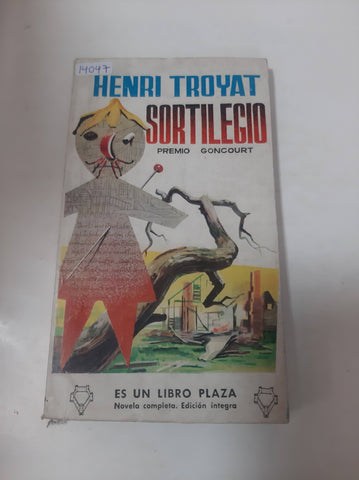 14047
HENRI TROYAT
SORTILEGIO
PREMIO GONCOURT
ES UN LIBRO PLAZA
Novela completa. Edición íntegra